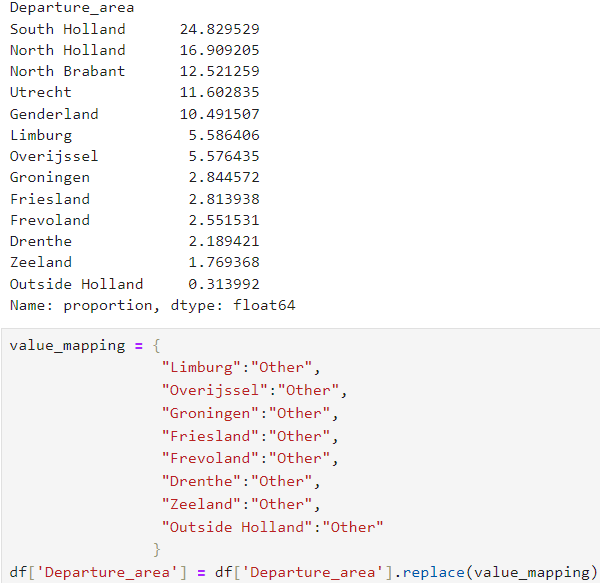 Departure_area
South Holland 24.829529
North Holland 16.909205
North Brabant 12.521259
Utrecht 11.602835
Genderland 10.491507
Limburg 5.586406
Overijssel 5.576435
Groningen 2.844572
Friesland 2.813938
Frevoland 2.551531
Drenthe 2.189421
Zeeland 1.769368
Outside Holland 0.313992
Name: proportion, dtype: float64
value_mapping = {
"Limburg":"Other",
"Overijssel":"Other",
"Groningen":"Other",
"Friesland":"Other",
"Frevoland":"Other",
"Drenthe":"Other",
"Zeeland":"Other",
"Outside Holland":"Other"
}
df['Departure_area'] = df['Departure_area'].replace(value_mapping)